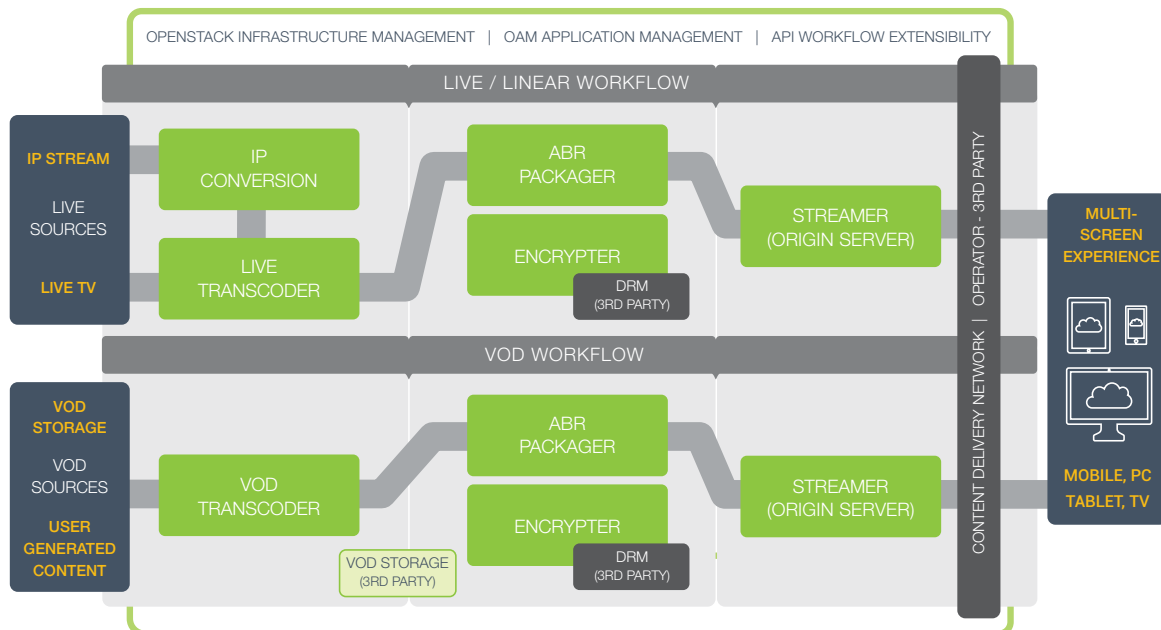 OPENSTACK INFRASTRUCTURE MANAGEMENT | OAM APPLICATION MANAGEMENT | API WORKFLOW EXTENSIBILITY
LIVE / LINEAR WORKFLOW
IP STREAM
LIVE
SOURCES
LIVE TV
IP
CONVERSION
LIVE
TRANSCODER
ABR
PACKAGER
ENCRYPTER
DRM
(3RD PARTY)
STREAMER
(ORIGIN SERVER)
VOD WORKFLOW
VOD
STORAGE
VOD
SOURCES
USER
GENERATED
CONTENT
VOD
TRANSCODER
VOD STORAGE
(3RD PARTY)
ABR
PACKAGER
ENCRYPTER
DRM
(3RD PARTY)
STREAMER
(ORIGIN SERVER)
CONTENT DELIVERY NETWORK | OPERATOR - 3RD PARTY
MULTI-
SCREEN
EXPERIENCE
MOBILE, PC
TABLET, TV